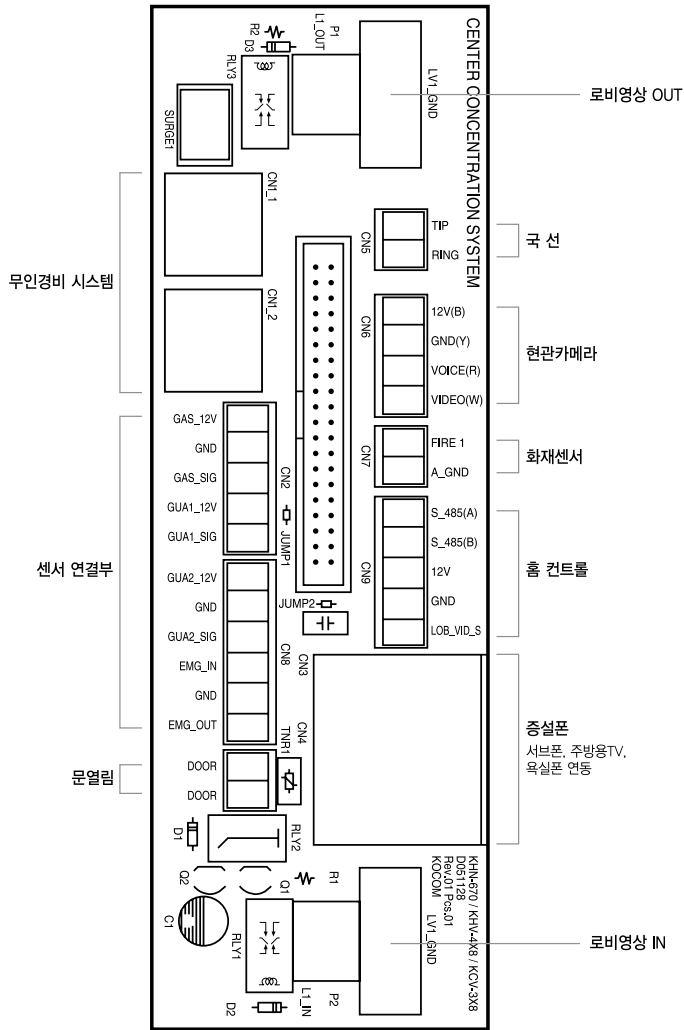 R2
D3
RLY3
P1
L1_OUT
LV1_GND
로비영상 OUT
CENTER CONCENTRATION SYSTEM
SURGE1
CN1_1
CN1_2
무인경비 시스템
CN5
TIP
RING
국 선
CN6
12V(B)
GND(Y)
VOICE(R)
VIDEO(W)
현관카메라
CN7
FIRE 1
A_GND
화재센서
CN9
S_485(A)
S_485(B)
12V
GND
LOB_VID_S
홈 컨트롤
센서 연결부
GAS_12V
GND
GAS_SIG
GUA1_12V
GUA1_SIG
CN2
JUMP1
GUA2_12V
GND
GUA2_SIG
EMG_IN
GND
EMG_OUT
CN8
JUMP2
CN3
CN4
TNR1
증설폰
서브폰, 주방용TV,
욕실폰 연동
문열림
DOOR
DOOR
D1
RLY2
Q2
Q1
R1
C1
RLY1
D2
L1_IN
P2
LV1_GND
KHN-670 / KHV-4X8 / KCV-3X8
D051128
Rev.01 Pcs.01
KOCOM
로비영상 IN